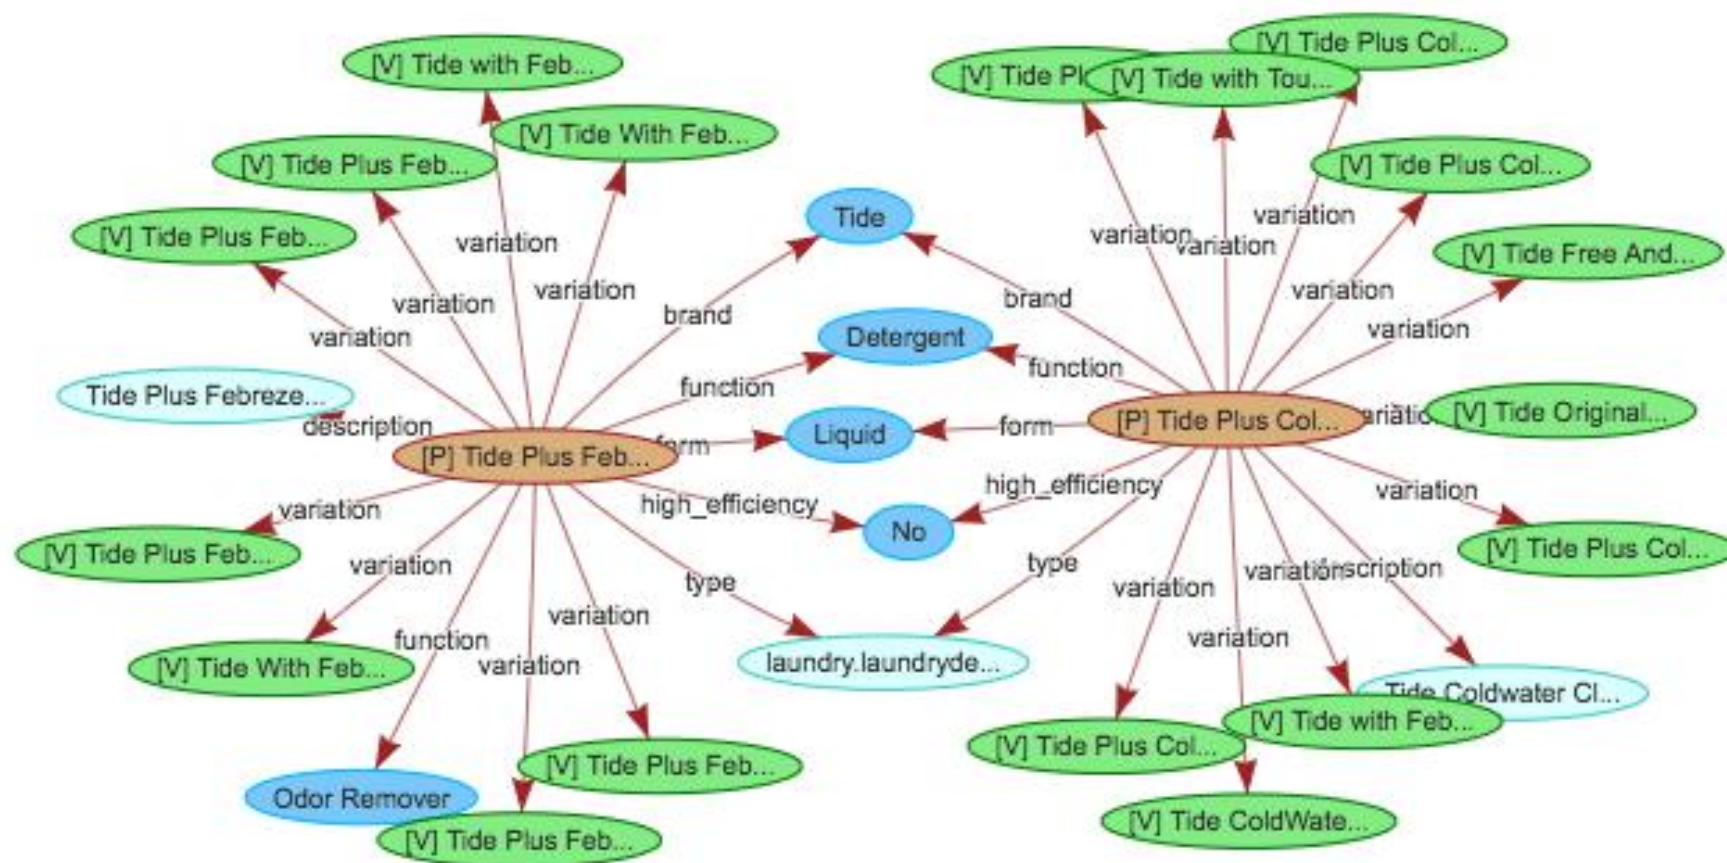 [V] Tide Plus Col...
[V] Tide with Feb...
[V] Tide Pl
[V] Tide with Tou...
[V] Tide With Feb...
[V] Tide Plus Feb...
[V] Tide Plus Col...
Tide
[V] Tide Plus Feb...
variation
variation
variation
variation
[V] Tide Free And...
variation
variation
brand
brand
variation
variation
variation
Detergent
function
function
Tide Plus Febreze...
description
Liquid
form
form
[P] Tide Plus Feb...
[P] Tide Plus Col...
variation
[V] Tide Original...
high_efficiency
high_efficiency
variation
variation
No
[V] Tide Plus Feb...
[V] Tide Plus Col...
variation
type
type
variation
variation
description
variation
function
variation
variation
[V] Tide With Feb...
laundry.laundryde...
Tide Coldwater Cl...
[V] Tide with Feb...
[V] Tide Plus Col...
[V] Tide Plus Feb...
Odor Remover
[V] Tide Plus Feb...
[V] Tide ColdWate...